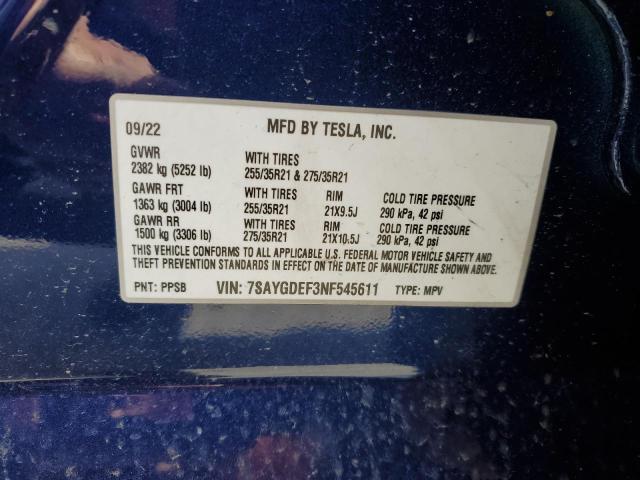 09/22 MFD BY TESLA, INC.
GVWR WITH TIRES
2382 kg (5252 lb) 255/35R21 & 275/35R21
GAWR FRT WITH TIRES RIM COLD TIRE PRESSURE
1363 kg (3004 lb) 255/35R21 21X9.5J 290 kPa, 42 psi
GAWR RR WITH TIRES RIM COLD TIRE PRESSURE
1500 kg (3306 lb) 275/35R21 21X10.5J 290 kPa, 42 psi
THIS VEHICLE CONFORMS TO ALL APPLICABLE U.S. FEDERAL MOTOR VEHICLE SAFETY AND
THEFT PREVENTION STANDARDS IN EFFECT ON THE DATE OF MANUFACTURE SHOWN ABOVE.
PNT: PPSB VIN: 7SAYGDEF3NF545611 TYPE: MPV